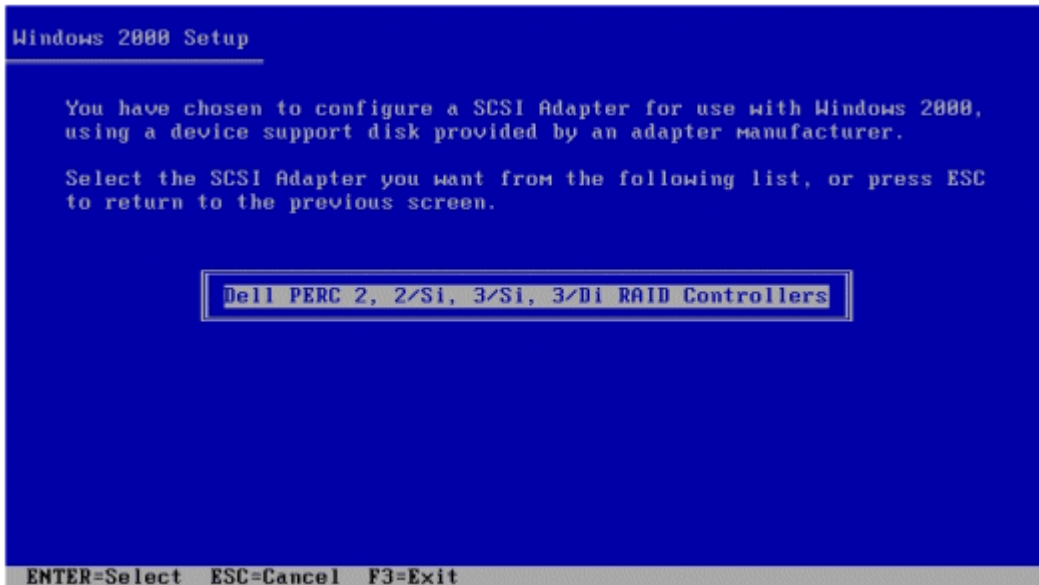 Windows 2000 Setup
You have chosen to configure a SCSI Adapter for use with Windows 2000,
using a device support disk provided by an adapter manufacturer.
Select the SCSI Adapter you want from the following list, or press ESC
to return to the previous screen.
Dell PERC 2, 2/Si, 3/Si, 3/Di RAID Controllers
ENTER=Select ESC=Cancel F3=Exit